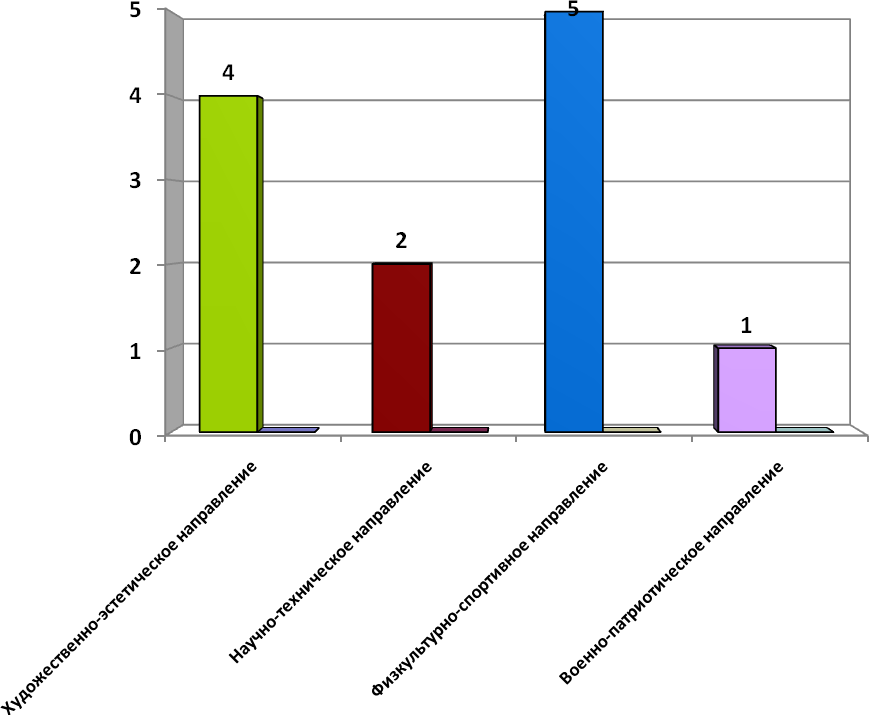 5
4
3
2
1
0
4
2
5
1
Художественно-эстетическое направление
Научно-техническое направление
Физкультурно-спортивное направление
Военно-патриотическое направление